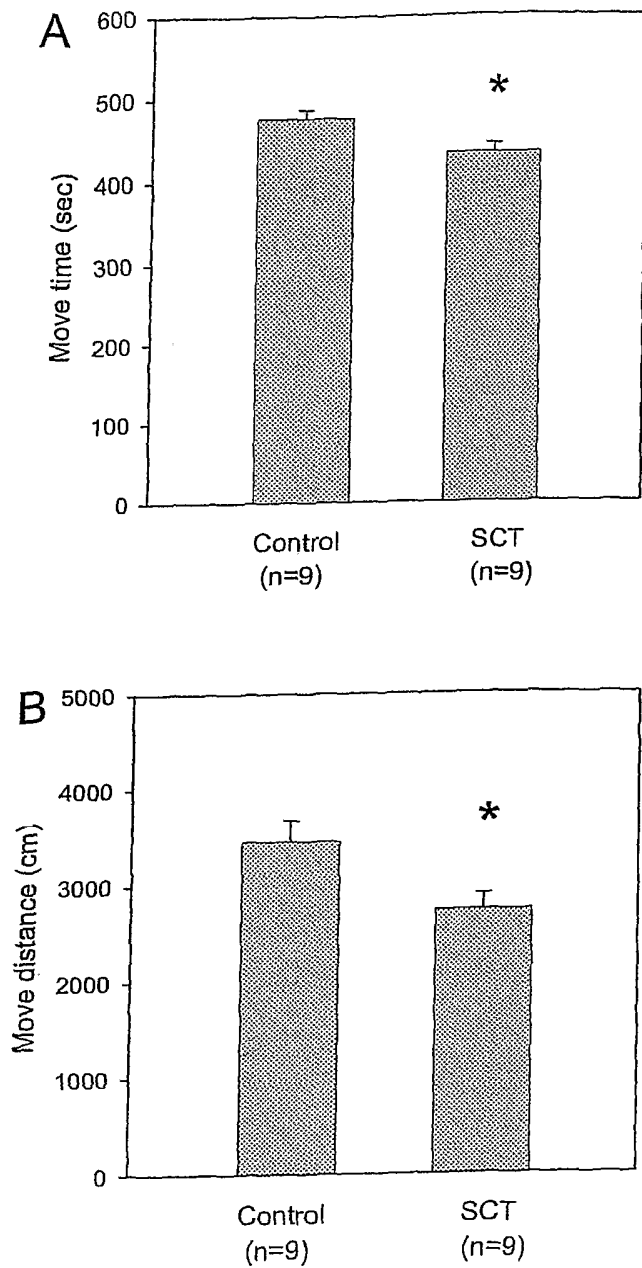 A
600
500
400
300
200
100
0
Move time (sec)
*
Control
(n=9)
SCT
(n=9)
B
5000
4000
3000
2000
1000
0
Move distance (cm)
*
Control
(n=9)
SCT
(n=9)